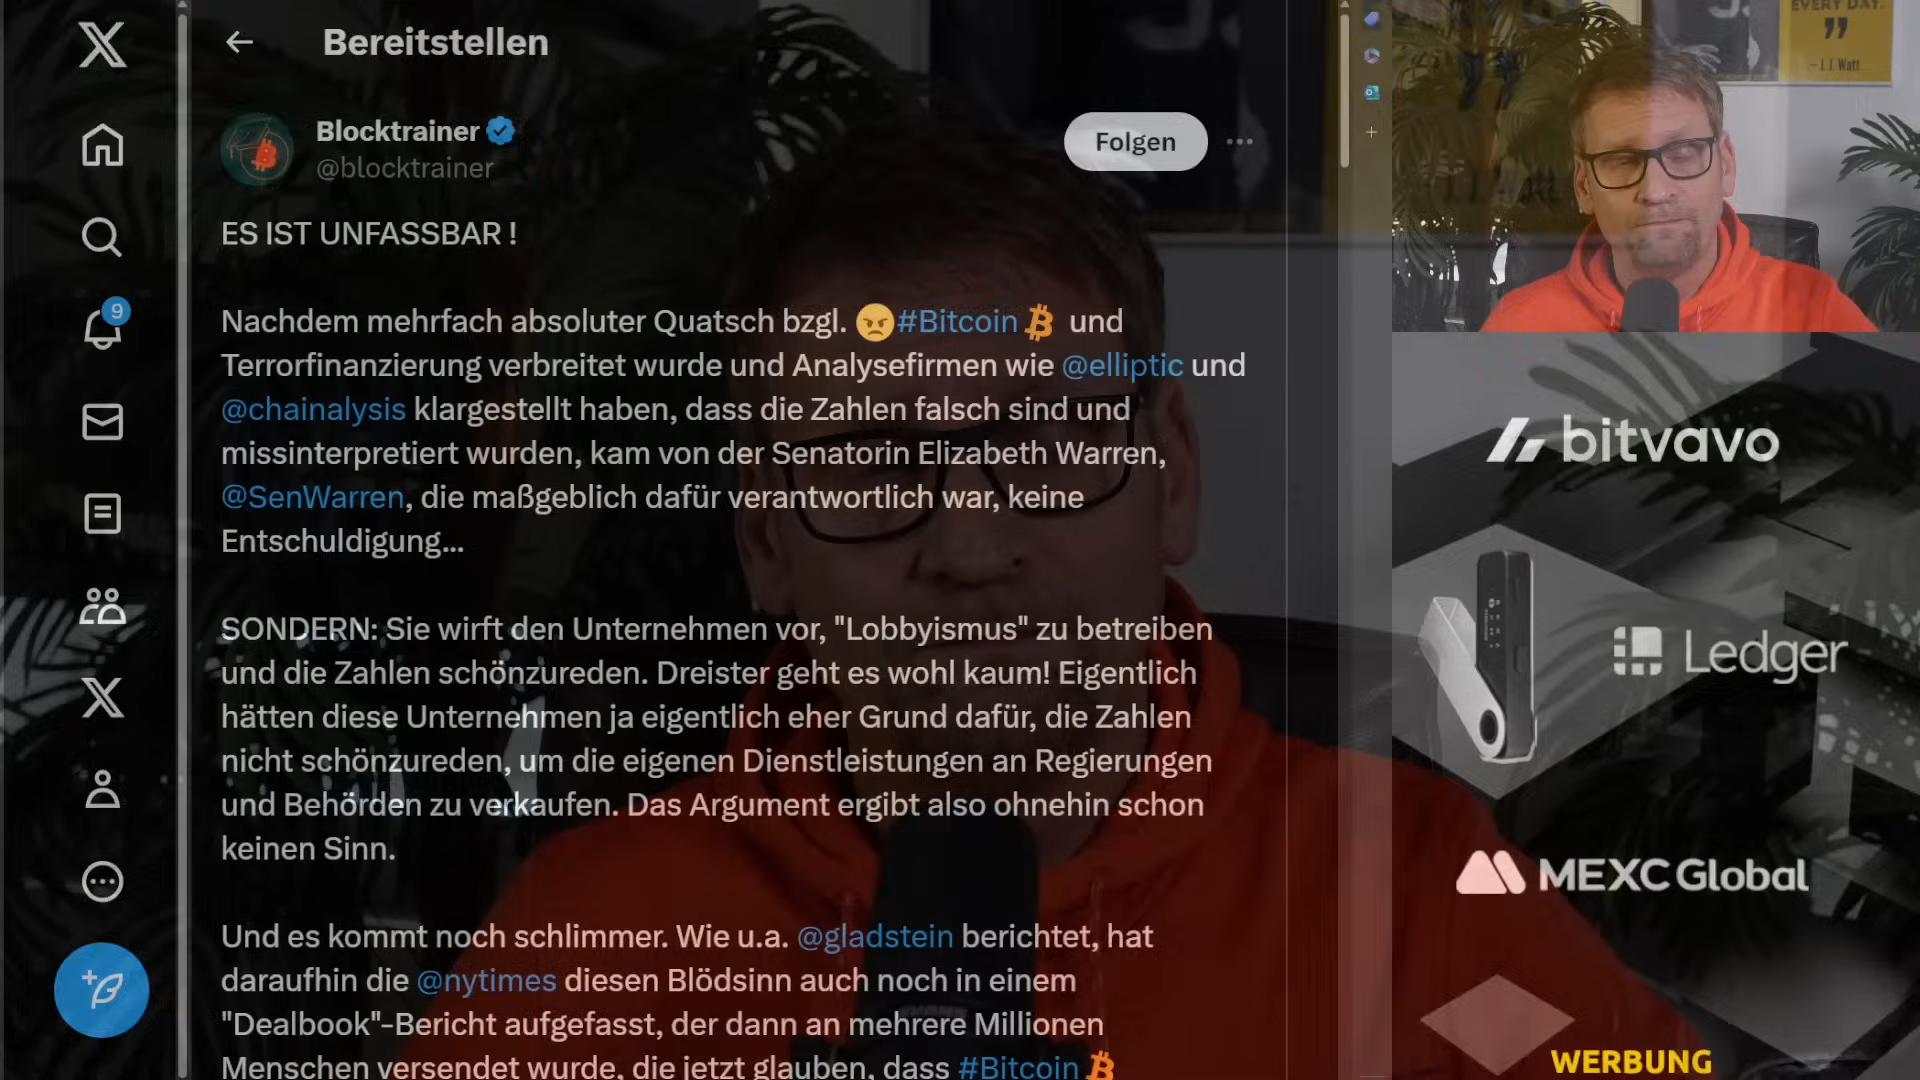 Bereitstellen
Blocktrainer
@blocktrainer
Folgen
9
ES IST UNFASSBAR !
Nachdem mehrfach absoluter Quatsch bzgl. 😠#Bitcoin und
Terrorfinanzierung verbreitet wurde und Analysefirmen wie @elliptic und
@chainalysis klargestellt haben, dass die Zahlen falsch sind und
missinterpretiert wurden, kam von der Senatorin Elizabeth Warren,
@SenWarren, die maßgeblich dafür verantwortlich war, keine
Entschuldigung...
SONDERN: Sie wirft den Unternehmen vor, "Lobbyismus" zu betreiben
und die Zahlen schönzureden. Dreister geht es wohl kaum! Eigentlich
hätten diese Unternehmen ja eigentlich eher Grund dafür, die Zahlen
nicht schönzureden, um die eigenen Dienstleistungen an Regierungen
und Behörden zu verkaufen. Das Argument ergibt also ohnehin schon
keinen Sinn.
Und es kommt noch schlimmer. Wie u.a. @gladstein berichtet, hat
daraufhin die @nytimes diesen Blödsinn auch noch in einem
"Dealbook"-Bericht aufgefasst, der dann an mehrere Millionen
Menschen versendet wurde, die jetzt glauben, dass #Bitcoin
EVERY DAY.
"
– J.J. Watt
bitvavo
Ledger
MEXC Global
WERBUNG